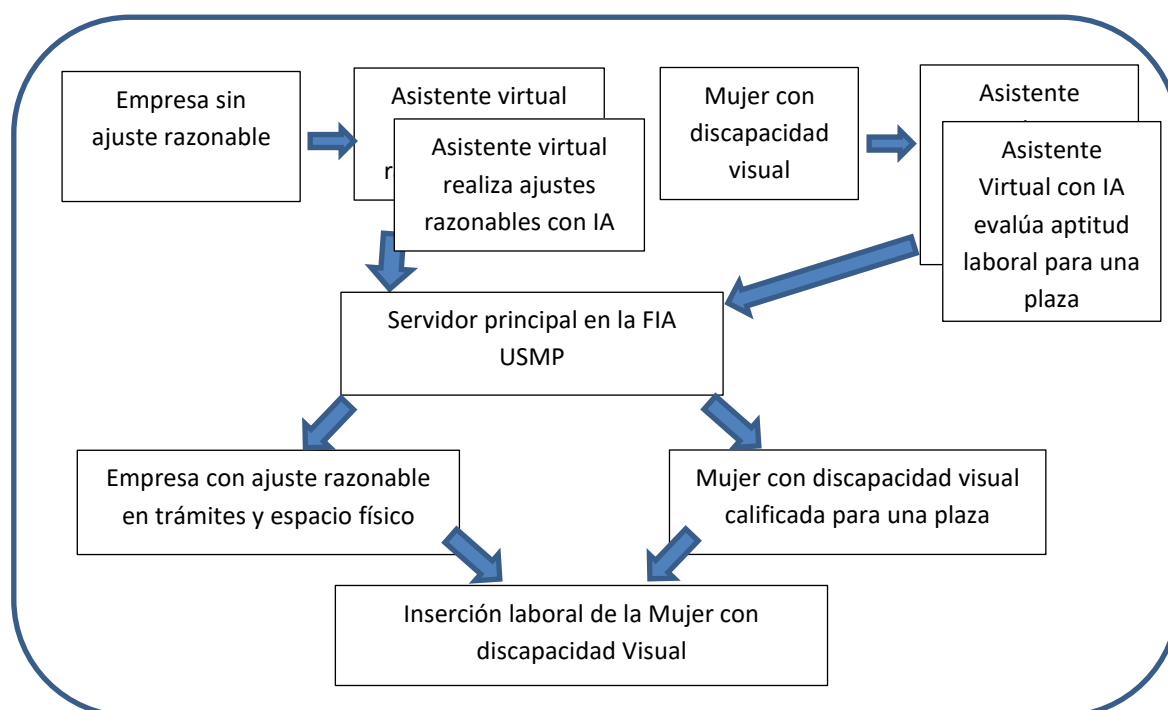 Empresa sin
ajuste razonable
Asistente virtual
Asistente virtual
realiza ajustes
razonables con IA
Mujer con
discapacidad
visual
Asistente
Asistente
Virtual con IA
evalúa aptitud
laboral para una
plaza
Servidor principal en la FIA
USMP
Empresa con ajuste razonable
en trámites y espacio físico
Mujer con discapacidad visual
calificada para una plaza
Inserción laboral de la Mujer con
discapacidad Visual